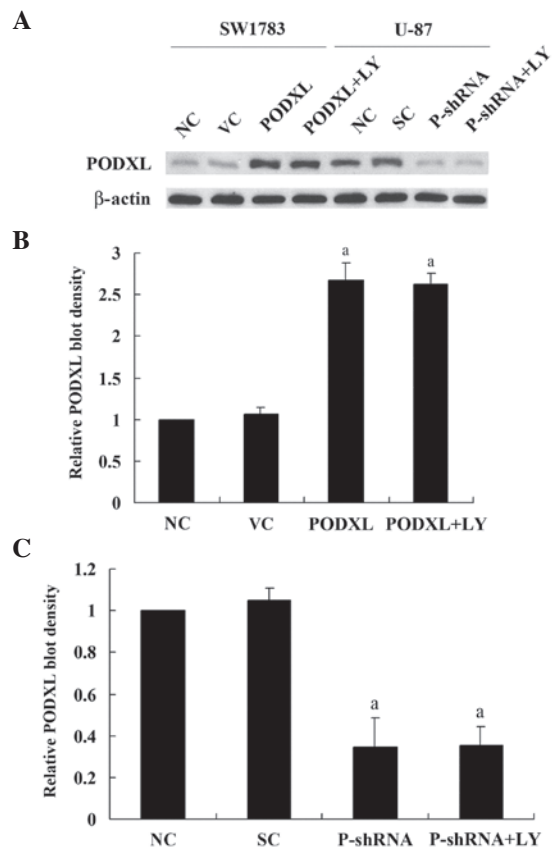 A
SW1783 U-87
NC VC PODXL PODXL+LY NC SC P-shRNA P-shRNA+LY
PODXL
β-actin
B
Relative PODXL blot density
3
2.5
2
1.5
1
0.5
0
a a
NC VC PODXL PODXL+LY
C
Relative PODXL blot density
1.2
1
0.8
0.6
0.4
0.2
0
a a
NC SC P-shRNA P-shRNA+LY